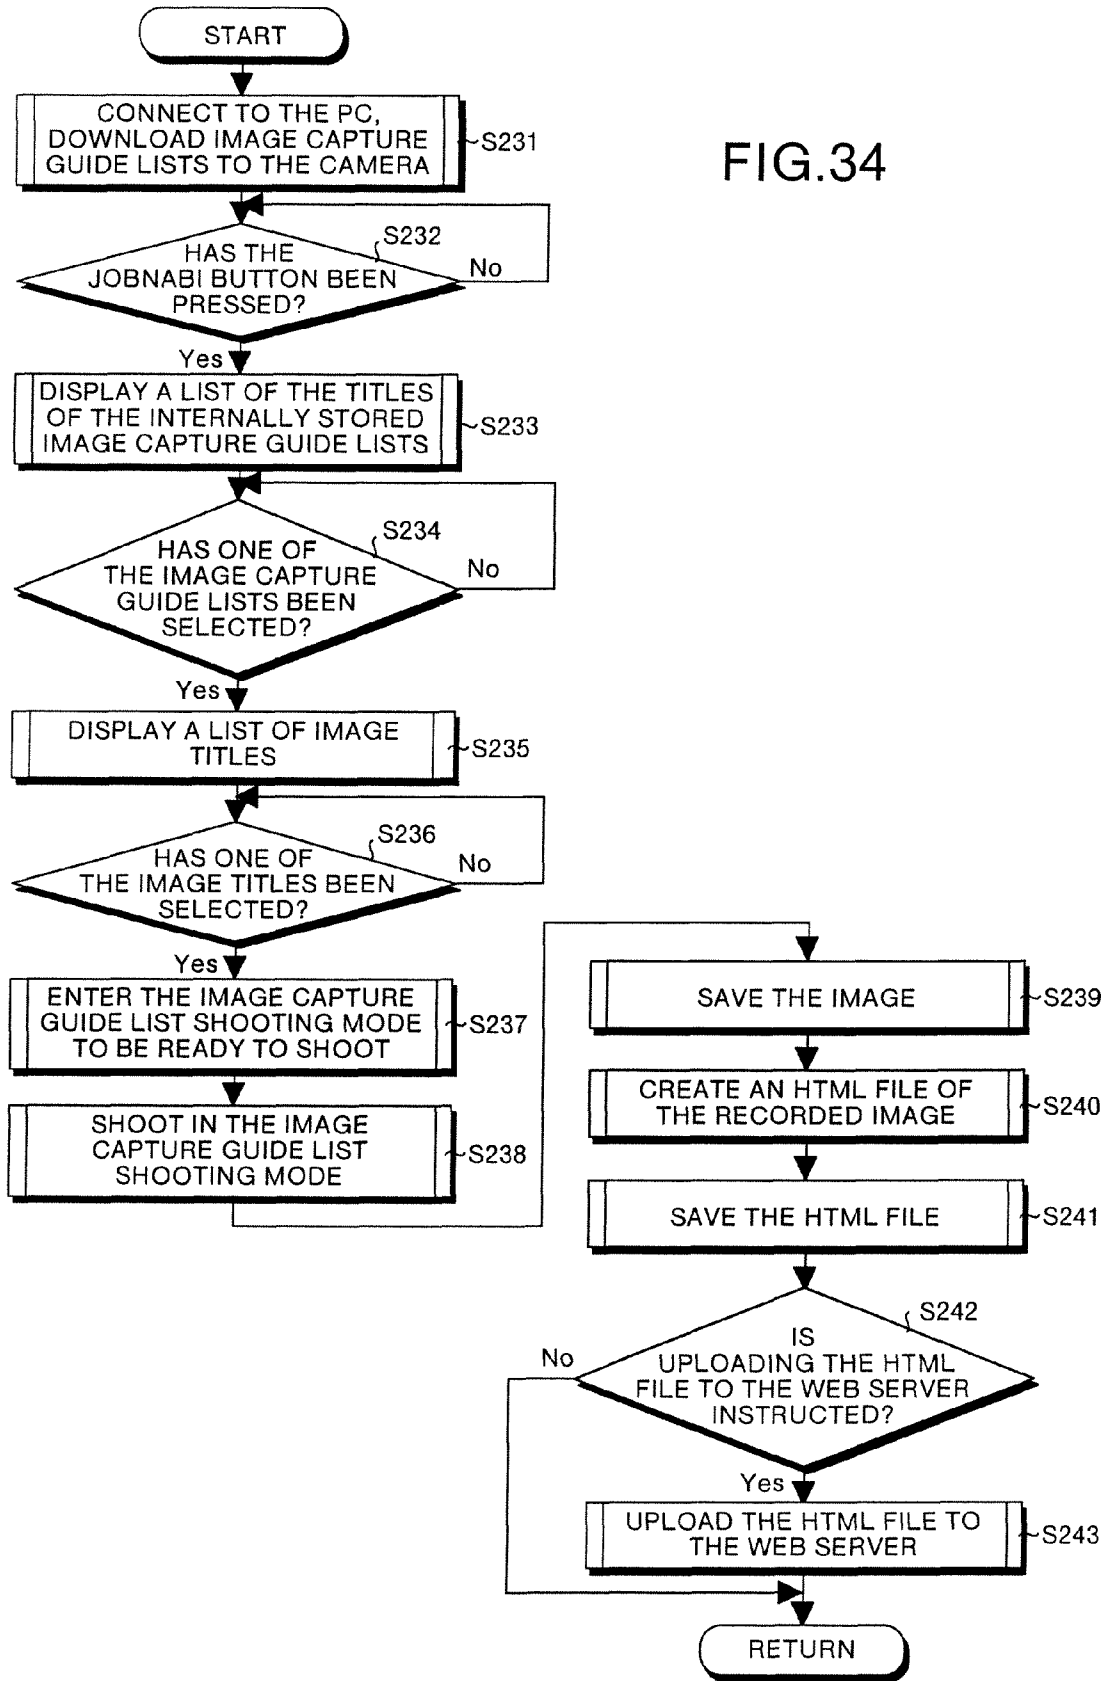 START
CONNECT TO THE PC,
DOWNLOAD IMAGE CAPTURE
GUIDE LISTS TO THE CAMERA
S231
FIG.34
S232
HAS THE
JOBNABI BUTTON BEEN
PRESSED?
No
Yes
DISPLAY A LIST OF THE TITLES
OF THE INTERNALLY STORED
IMAGE CAPTURE GUIDE LISTS
S233
S234
HAS ONE OF
THE IMAGE CAPTURE
GUIDE LISTS BEEN
SELECTED?
No
Yes
DISPLAY A LIST OF IMAGE
TITLES
S235
S236
HAS ONE OF
THE IMAGE TITLES BEEN
SELECTED?
No
Yes
ENTER THE IMAGE CAPTURE
GUIDE LIST SHOOTING MODE
TO BE READY TO SHOOT
S237
SHOOT IN THE IMAGE
CAPTURE GUIDE LIST
SHOOTING MODE
S238
SAVE THE IMAGE
S239
CREATE AN HTML FILE OF
THE RECORDED IMAGE
S240
SAVE THE HTML FILE
S241
S242
IS
UPLOADING THE HTML
FILE TO THE WEB SERVER
INSTRUCTED?
No
Yes
UPLOAD THE HTML FILE TO
THE WEB SERVER
S243
RETURN